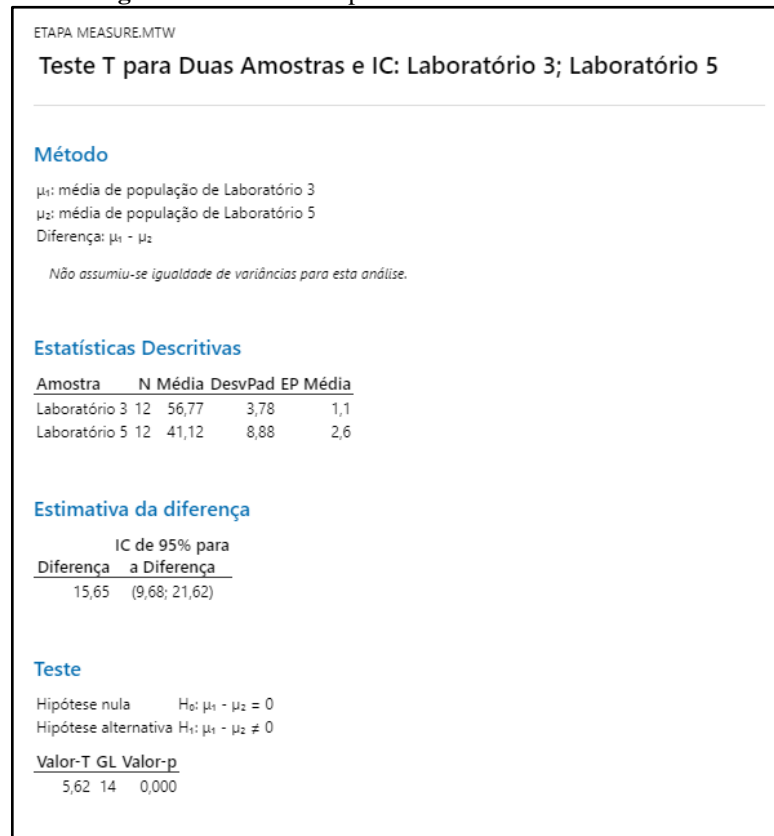 ETAPA MEASURE.MTW
Teste T para Duas Amostras e IC: Laboratório 3; Laboratório 5
Método
μ₁: média de população de Laboratório 3
μ₂: média de população de Laboratório 5
Diferença: μ₁ - μ₂
Não assumiu-se igualdade de variâncias para esta análise.
Estatísticas Descritivas
Amostra N Média DesvPad EP Média
Laboratório 3 12 56,77 3,78 1,1
Laboratório 5 12 41,12 8,88 2,6
Estimativa da diferença
IC de 95% para
Diferença a Diferença
15,65 (9,68; 21,62)
Teste
Hipótese nula H₀: μ₁ - μ₂ = 0
Hipótese alternativa H₁: μ₁ - μ₂ ≠ 0
Valor-T GL Valor-p
5,62 14 0,000